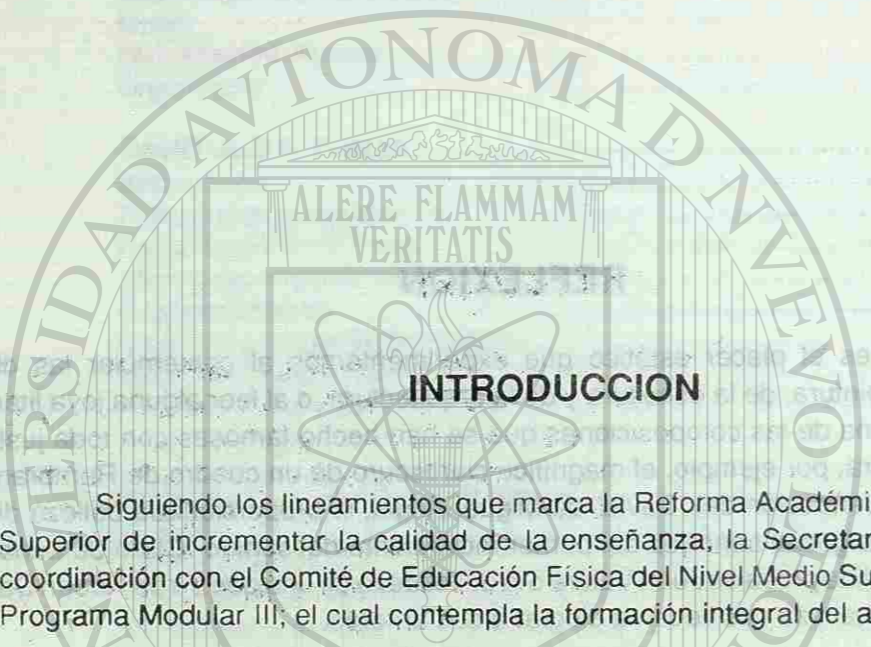 UNIVERSIDAD AUTONOMA D NUEVO
ALERE FLAMMAM
VERITATIS
INTRODUCCION
Siguiendo los lineamientos que marca la Reforma Académi
Superior de incrementar la calidad de la enseñanza, la Secretar
coordinación con el Comité de Educación Física del Nivel Medio Su
Programa Modular III; el cual contempla la formación integral del a